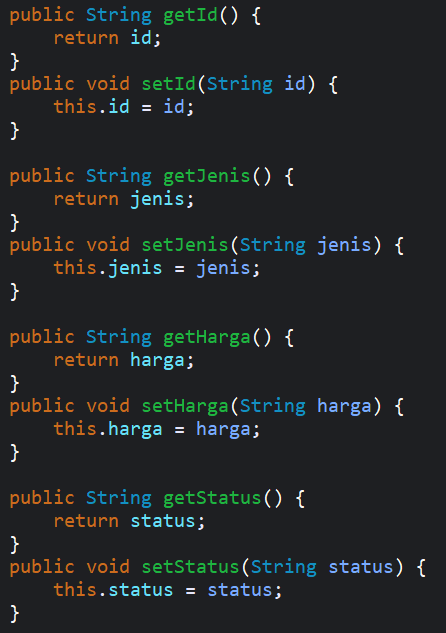 public String getId() {
    return id;
}
public void setId(String id) {
    this.id = id;
}

public String getJenis() {
    return jenis;
}
public void setJenis(String jenis) {
    this.jenis = jenis;
}

public String getHarga() {
    return harga;
}
public void setHarga(String harga) {
    this.harga = harga;
}

public String getStatus() {
    return status;
}
public void setStatus(String status) {
    this.status = status;
}